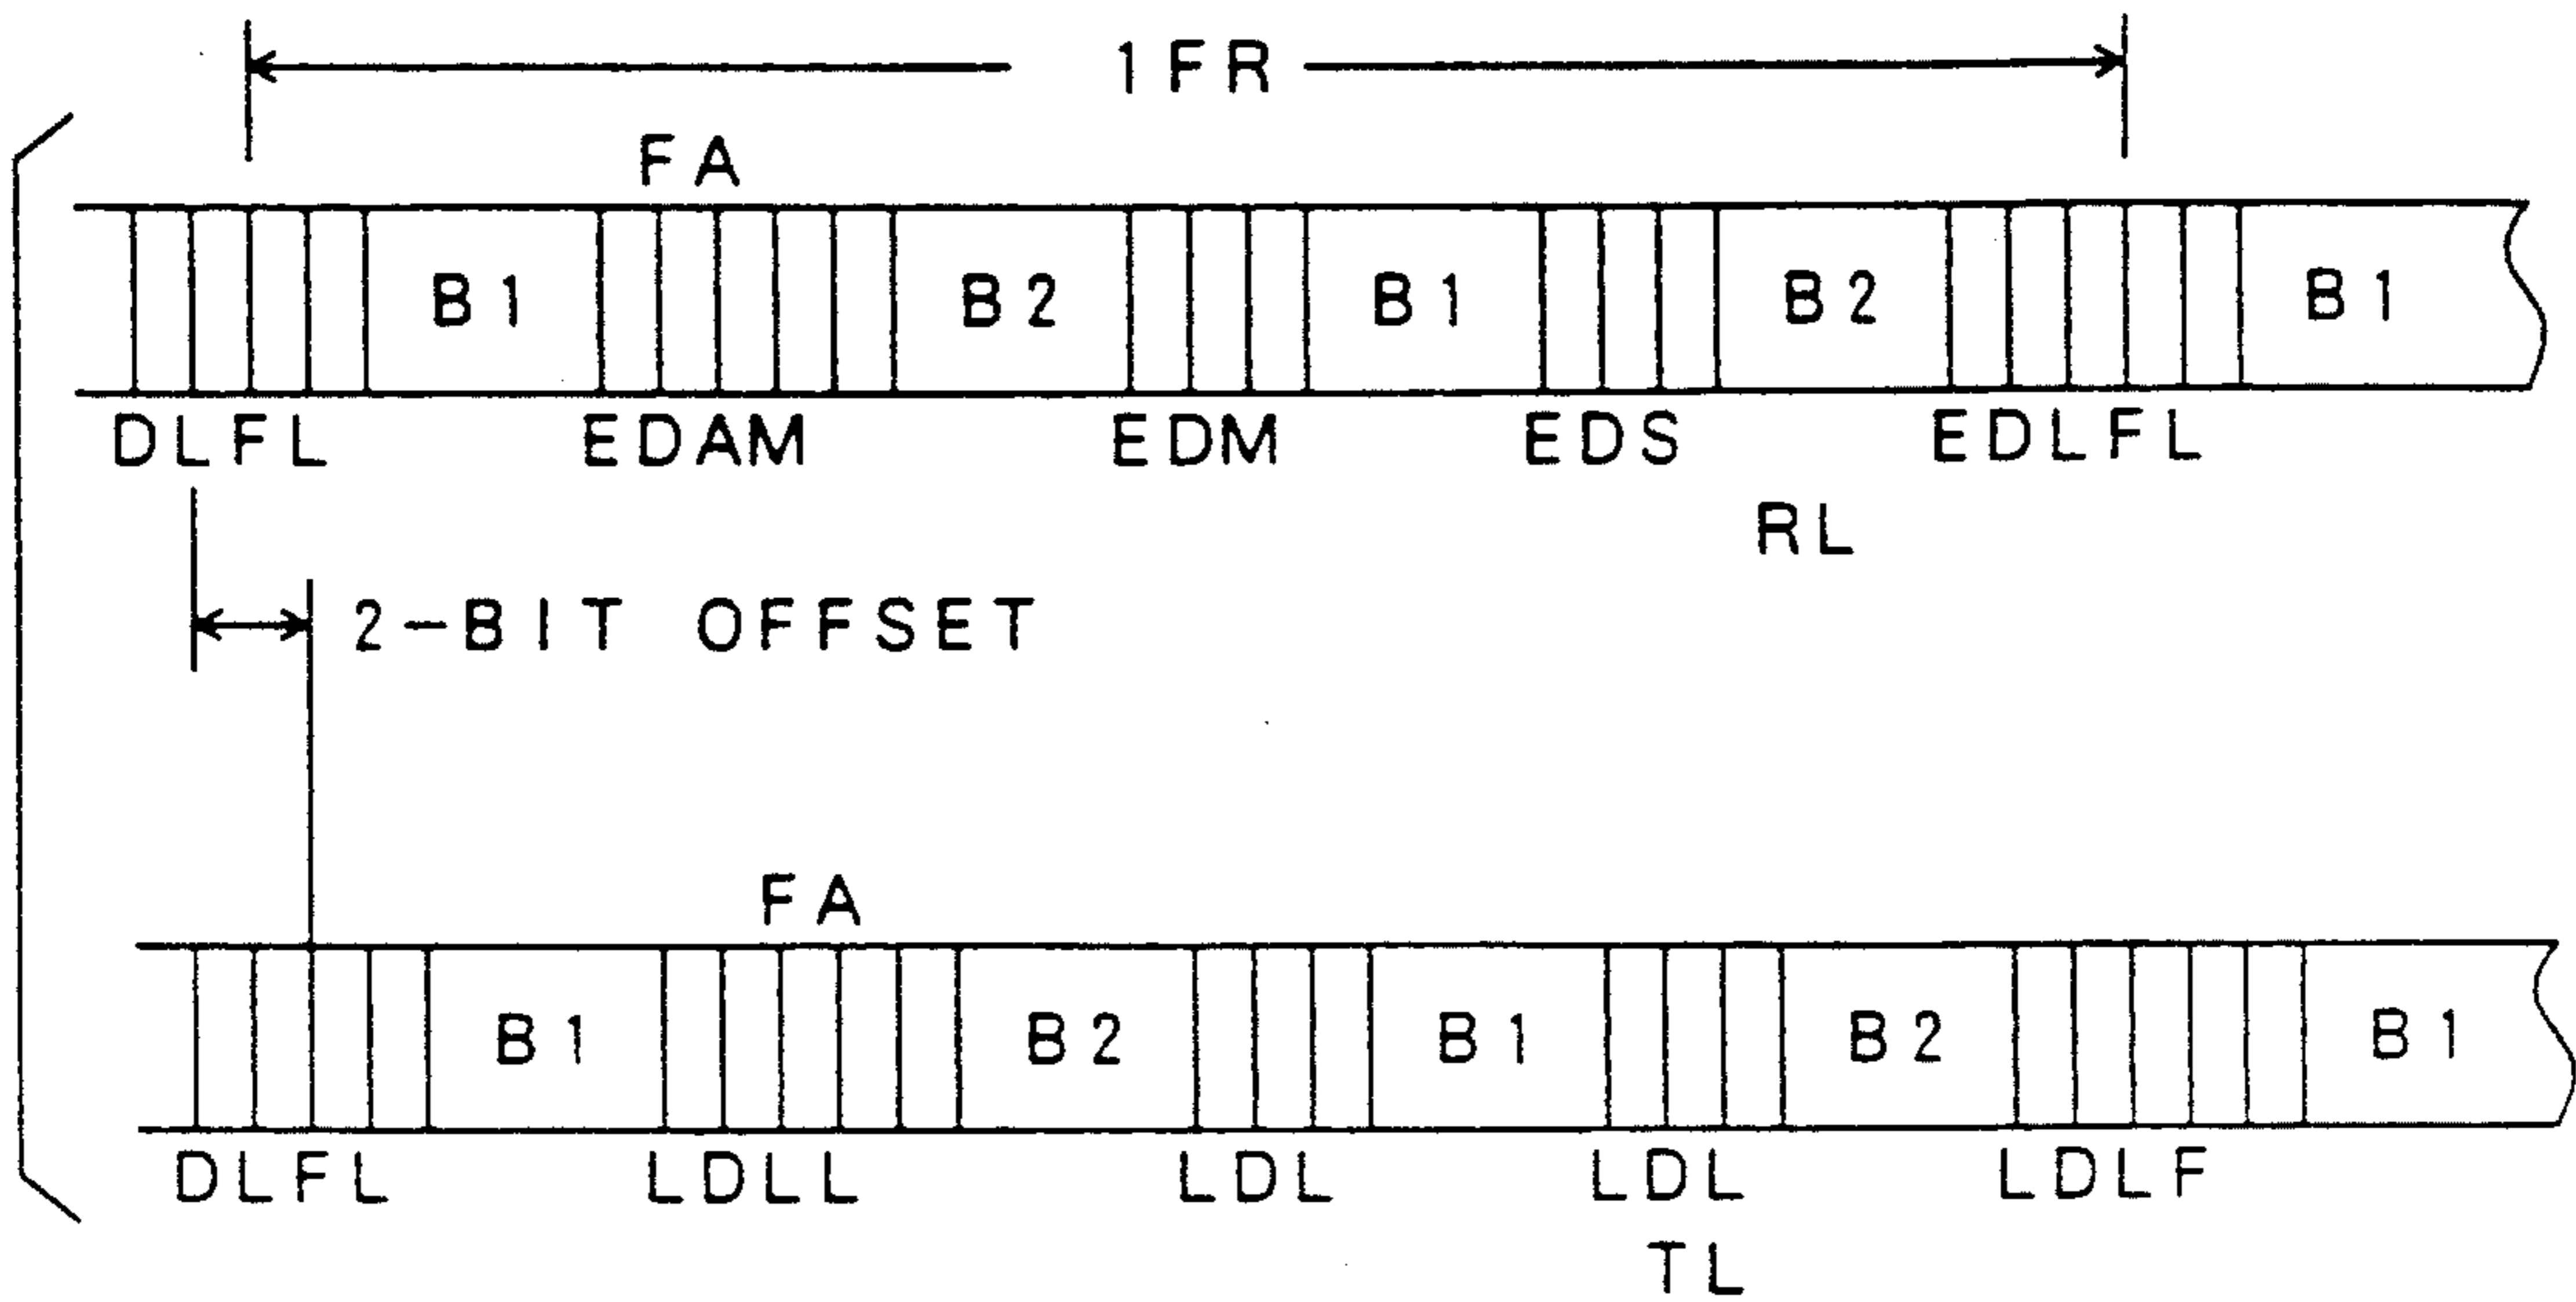 1FR
FA
B1 B2 B1 B2 B1
DLFL EDAM EDM EDS EDLFL
RL
2-BIT OFFSET
FA
B1 B2 B1 B2 B1
DLFL LDLL LDL LDL LDLF
TL